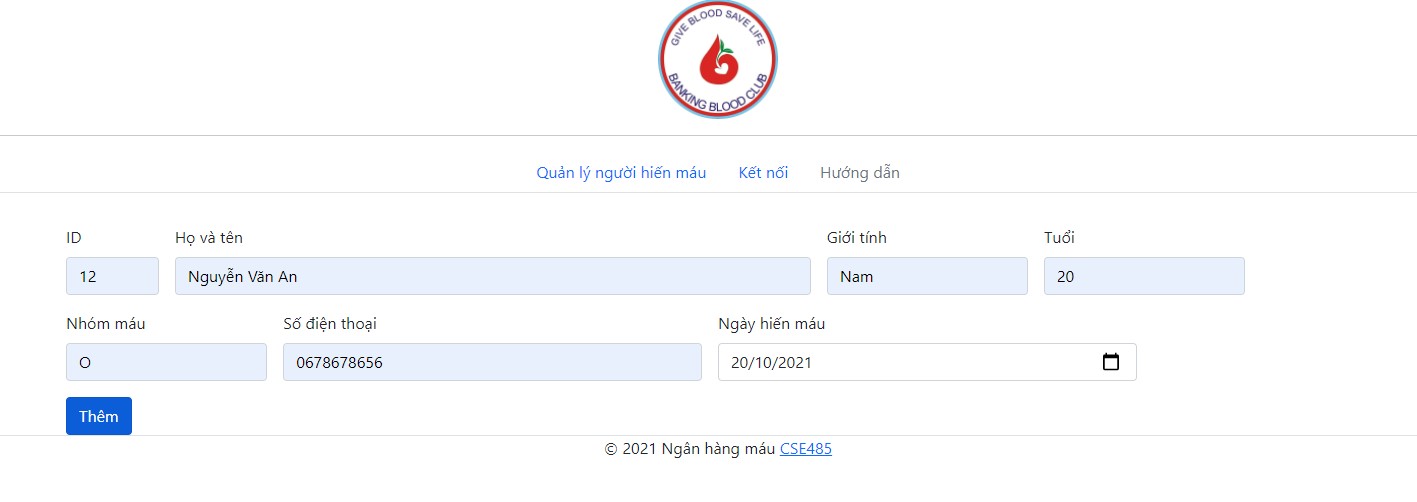 GIVE BLOOD SAVE LIFE
BANKING BLOOD CLUB
Quản lý người hiến máu Kết nối Hướng dẫn
ID Họ và tên Giới tính Tuổi
12 Nguyễn Văn An Nam 20
Nhóm máu Số điện thoại Ngày hiến máu
O 0678678656 20/10/2021
Thêm
© 2021 Ngân hàng máu CSE485